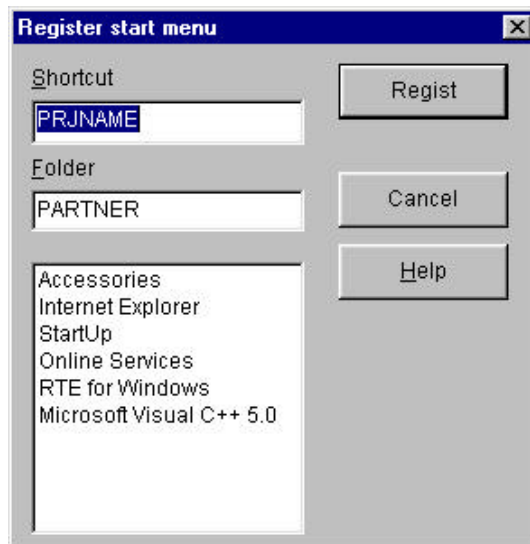 Register start menu
Shortcut
PRJNAME
Folder
PARTNER
Accessories
Internet Explorer
StartUp
Online Services
RTE for Windows
Microsoft Visual C++ 5.0
Regist
Cancel
Help